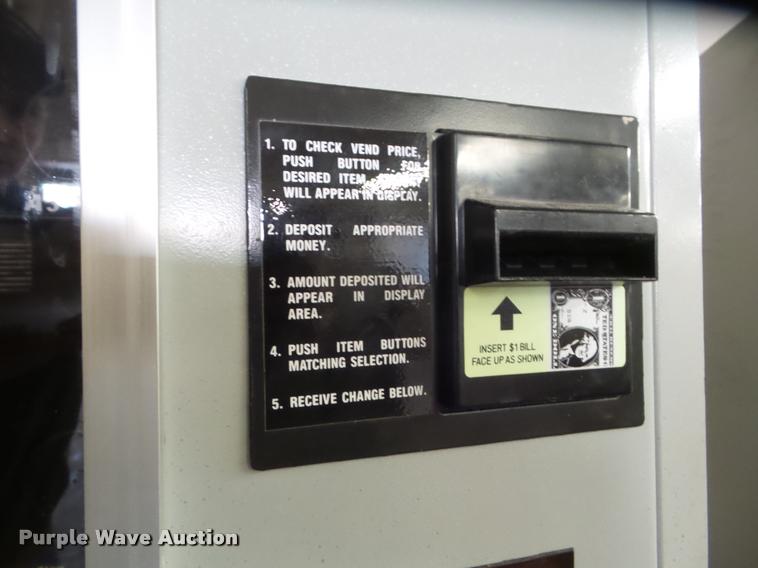 1. TO CHECK VEND PRICE,
PUSH BUTTON FOR
DESIRED ITEM.
WILL APPEAR IN DISPLAY.
2. DEPOSIT APPROPRIATE
MONEY.
3. AMOUNT DEPOSITED WILL
APPEAR IN DISPLAY
AREA.
4. PUSH ITEM BUTTONS
MATCHING SELECTION.
5. RECEIVE CHANGE BELOW.
INSERT $1 BILL
FACE UP AS SHOWN
Purple Wave Auction